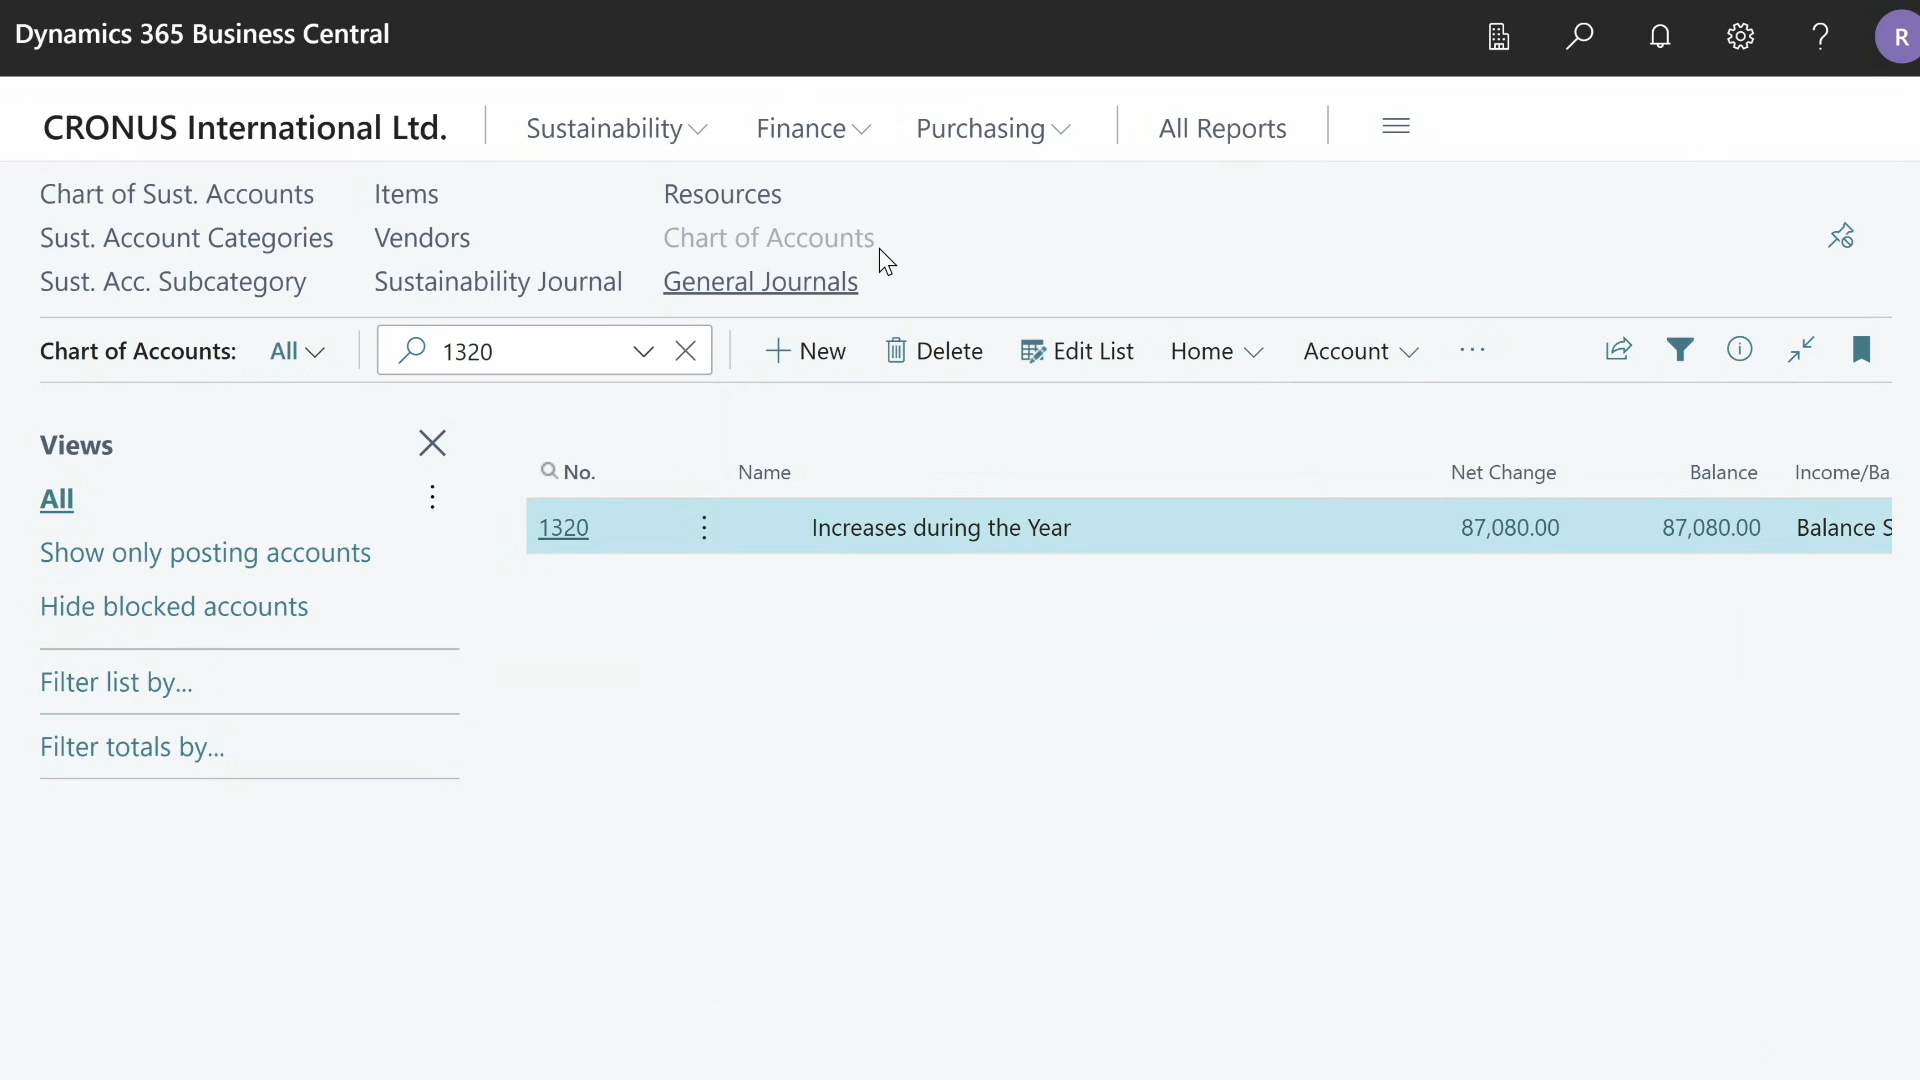 Dynamics 365 Business Central
R
CRONUS International Ltd.
Sustainability
Finance
Purchasing
All Reports
Chart of Sust. Accounts
Items
Resources
Sust. Account Categories
Vendors
Chart of Accounts
Sust. Acc. Subcategory
Sustainability Journal
General Journals
Chart of Accounts:
All
1320
New
Delete
Edit List
Home
Account
Views
All
Show only posting accounts
Hide blocked accounts
Filter list by...
Filter totals by...
No.
Name
Net Change
Balance
Income/Ba
1320
Increases during the Year
87,080.00
87,080.00
Balance S